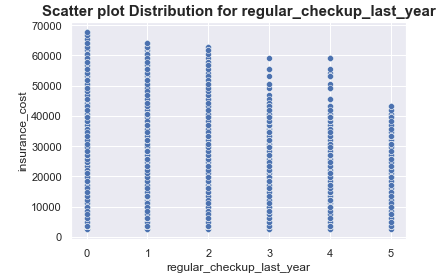 Scatter plot Distribution for regular_checkup_last_year
70000
60000
50000
40000
30000
20000
10000
0
insurance_cost
0 1 2 3 4 5
regular_checkup_last_year